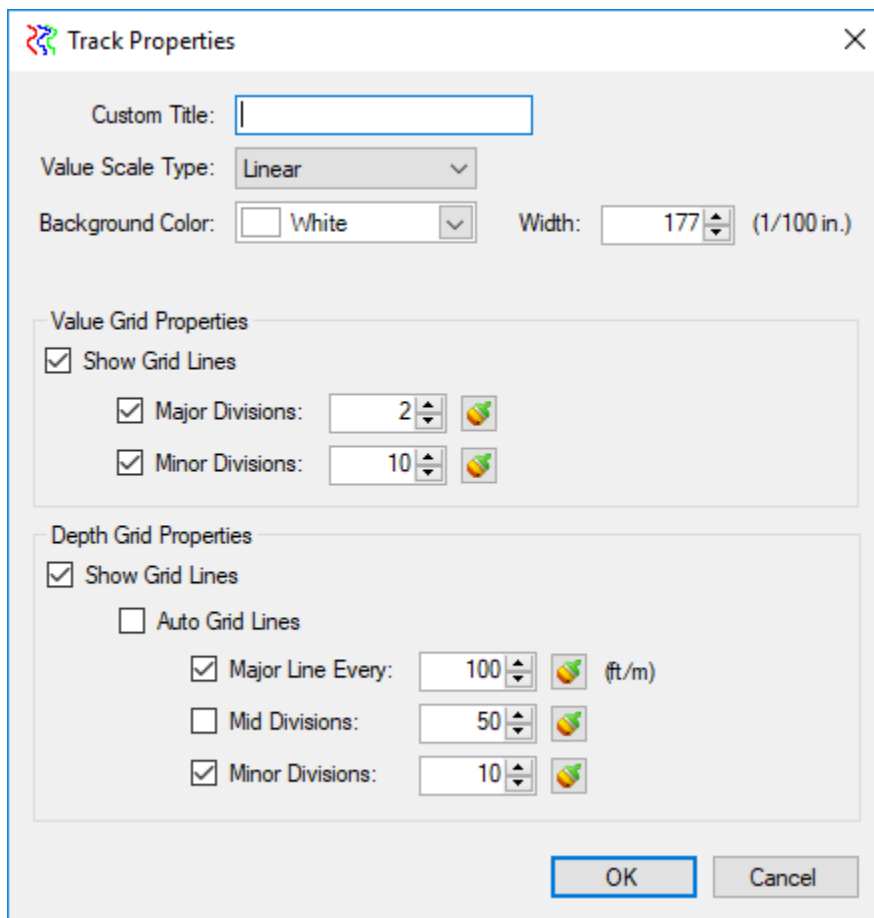 Track Properties
Custom Title:
Value Scale Type: Linear
Background Color: White Width: 177 (1/100 in.)
Value Grid Properties
Show Grid Lines
Major Divisions: 2
Minor Divisions: 10
Depth Grid Properties
Show Grid Lines
Auto Grid Lines
Major Line Every: 100 (ft/m)
Mid Divisions: 50
Minor Divisions: 10
OK Cancel